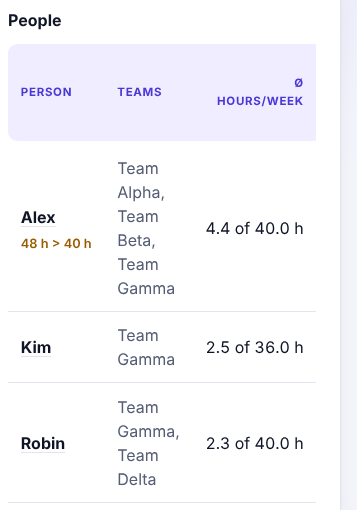 People
PERSON TEAMS Ø HOURS/WEEK
Alex
48 h > 40 h
Team Alpha, Team Beta, Team Gamma
4.4 of 40.0 h
Kim
Team Gamma
2.5 of 36.0 h
Robin
Team Gamma, Team Delta
2.3 of 40.0 h